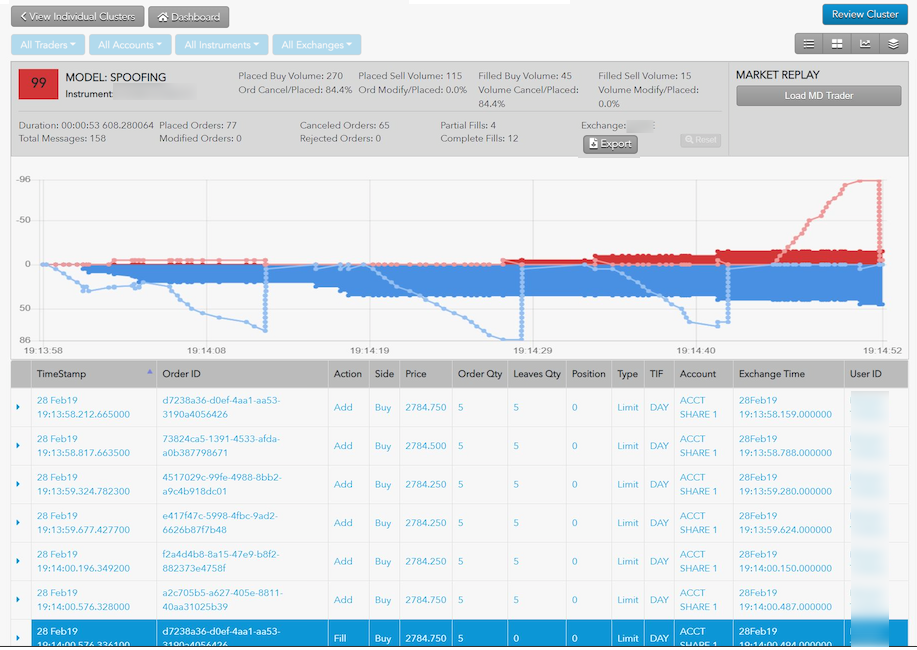 View Individual Clusters
Dashboard
Review Cluster
All Traders
All Accounts
All Instruments
All Exchanges
99
MODEL: SPOOFING
Instrument:
Placed Buy Volume: 270
Placed Sell Volume: 115
Filled Buy Volume: 45
Filled Sell Volume: 15
Ord Cancel/Placed: 84.4%
Ord Modify/Placed: 0.0%
Volume Cancel/Placed:
84.4%
Volume Modify/Placed:
0.0%
MARKET REPLAY
Load MD Trader
Duration: 00:00:53 608.280064
Placed Orders: 77
Canceled Orders: 65
Partial Fills: 4
Exchange:
Total Messages: 158
Modified Orders: 0
Rejected Orders: 0
Complete Fills: 12
Export
Reset
-96
-50
0
50
86
19:13:58
19:14:08
19:14:19
19:14:29
19:14:40
19:14:52
TimeStamp Order ID Action Side Price Order Qty Leaves Qty Position Type TIF Account Exchange Time User ID
28 Feb19 d7238a36-d0ef-4aa1-aa53- ACCT 28Feb19
Add Buy 2784.750 5 5 0 Limit DAY
19:13:58.212.665000 3190a4056426 SHARE 1 19:13:58.159.000000
28 Feb19 73824ca5-1391-4533-afda- ACCT 28Feb19
Add Buy 2784.500 5 5 0 Limit DAY
19:13:58.817.663500 a0b387798671 SHARE 1 19:13:58.788.000000
28 Feb19 4517029c-99fe-4988-8bb2- ACCT 28Feb19
Add Buy 2784.250 5 5 0 Limit DAY
19:13:59.324.782300 a9c4b918dc01 SHARE 1 19:13:59.280.000000
28 Feb19 e417f47c-5998-4fbc-9ad2- ACCT 28Feb19
Add Buy 2784.250 5 5 0 Limit DAY
19:13:59.677.427700 6626b87f7b48 SHARE 1 19:13:59.624.000000
28 Feb19 f2a4d4b8-8a15-47e9-b8f2- ACCT 28Feb19
Add Buy 2784.250 5 5 0 Limit DAY
19:14:00.196.349200 882373e4758f SHARE 1 19:14:00.150.000000
28 Feb19 a2c705b5-a627-405e-8811- ACCT 28Feb19
Add Buy 2784.750 5 5 0 Limit DAY
19:14:00.576.328000 40aa31025b39 SHARE 1 19:14:00.487.000000
28 Feb19 d7238a36-d0ef-4aa1-aa53- ACCT 28Feb19
Fill Buy 2784.750 5 0 0 Limit DAY
19:14:00.576.336100 3190a4056426 SHARE 1 19:14:00.494.000000